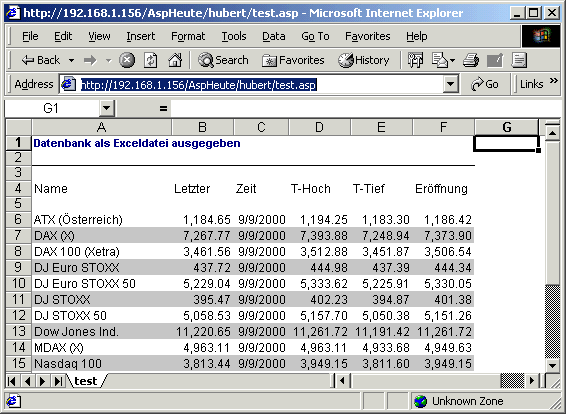 http://192.168.1.156/AspHeute/hubert/test.asp - Microsoft Internet Explorer
File Edit View Insert Format Tools Data Go To Favorites Help
Back Search Favorites History
Address http://192.168.1.156/AspHeute/hubert/test.asp Go Links »
G1 =
A B C D E F G
1 Datenbank als Exceldatei ausgegeben
2
3
4 Name Letzter Zeit T-Hoch T-Tief Eröffnung
5
6 ATX (Österreich) 1,184.65 9/9/2000 1,194.25 1,183.30 1,186.42
7 DAX (X) 7,267.77 9/9/2000 7,393.88 7,248.94 7,373.90
8 DAX 100 (Xetra) 3,461.56 9/9/2000 3,512.88 3,451.87 3,506.54
9 DJ Euro STOXX 437.72 9/9/2000 444.98 437.39 444.34
10 DJ Euro STOXX 50 5,229.04 9/9/2000 5,333.62 5,225.91 5,330.05
11 DJ STOXX 395.47 9/9/2000 402.23 394.87 401.38
12 DJ STOXX 50 5,058.53 9/9/2000 5,157.70 5,050.38 5,151.26
13 Dow Jones Ind. 11,220.65 9/9/2000 11,261.72 11,191.42 11,261.72
14 MDAX (X) 4,963.11 9/9/2000 4,963.11 4,933.68 4,949.63
15 Nasdaq 100 3,813.44 9/9/2000 3,949.15 3,811.60 3,949.15
test
Unknown Zone